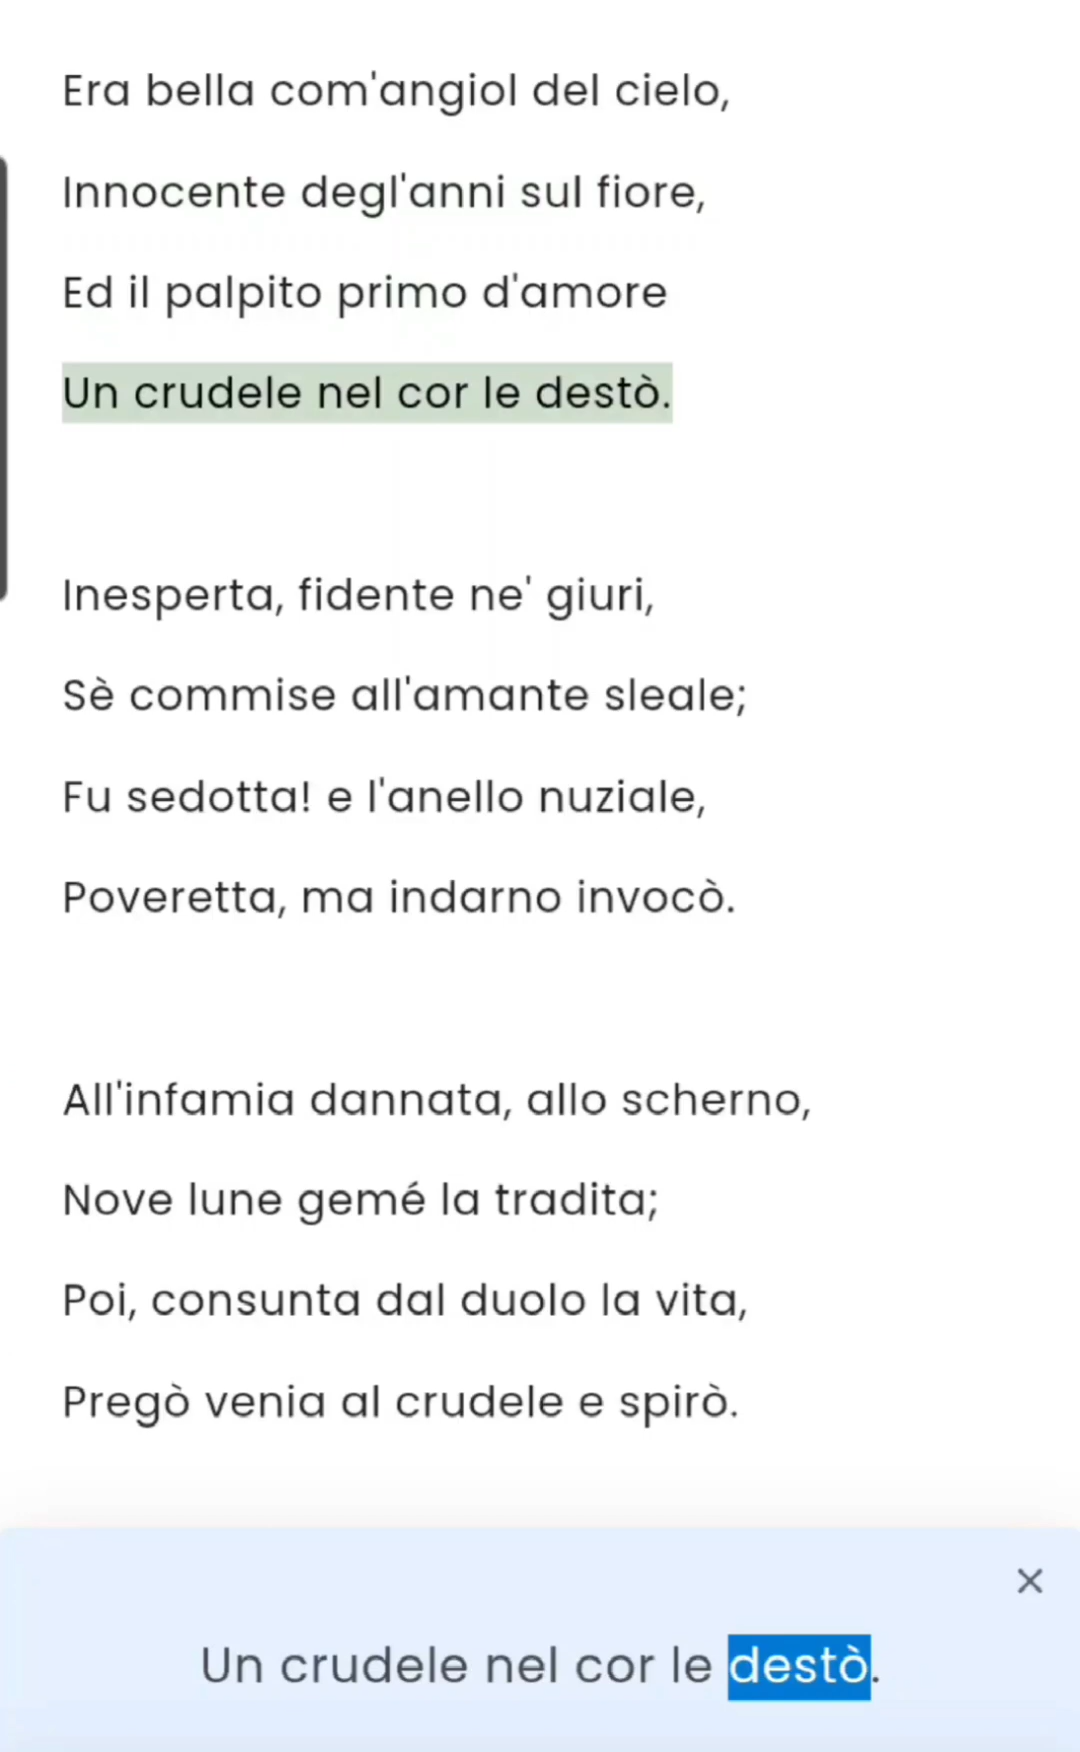 Era bella com'angiol del cielo,
Innocente degl'anni sul fiore,
Ed il palpito primo d'amore
Un crudele nel cor le destò.
Inesperta, fidente ne' giuri,
Sè commise all'amante sleale;
Fu sedotta! e l'anello nuziale,
Poveretta, ma indarno invocò.
All'infamia dannata, allo scherno,
Nove lune gemé la tradita;
Poi, consunta dal duolo la vita,
Pregò venia al crudele e spirò.
Un crudele nel cor le destò.